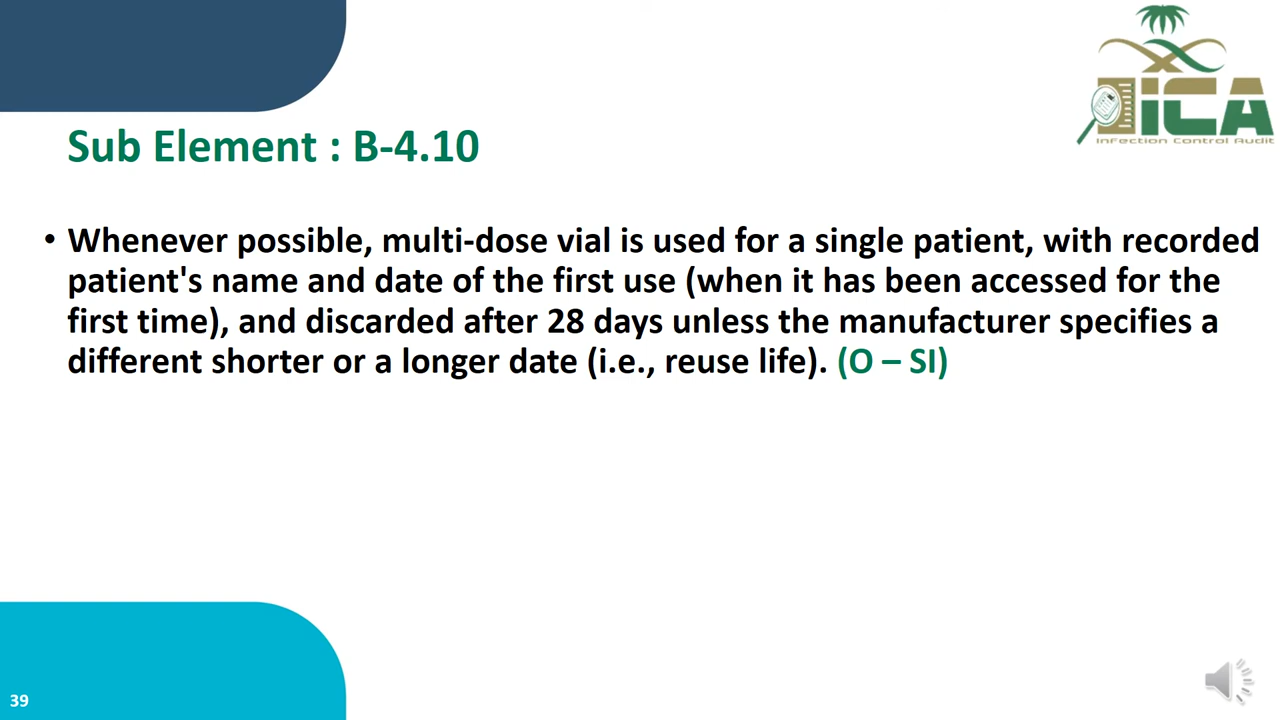 iCA
Infection Control Audit
Sub Element : B-4.10
• Whenever possible, multi-dose vial is used for a single patient, with recorded
patient's name and date of the first use (when it has been accessed for the
first time), and discarded after 28 days unless the manufacturer specifies a
different shorter or a longer date (i.e., reuse life). (O – SI)
39